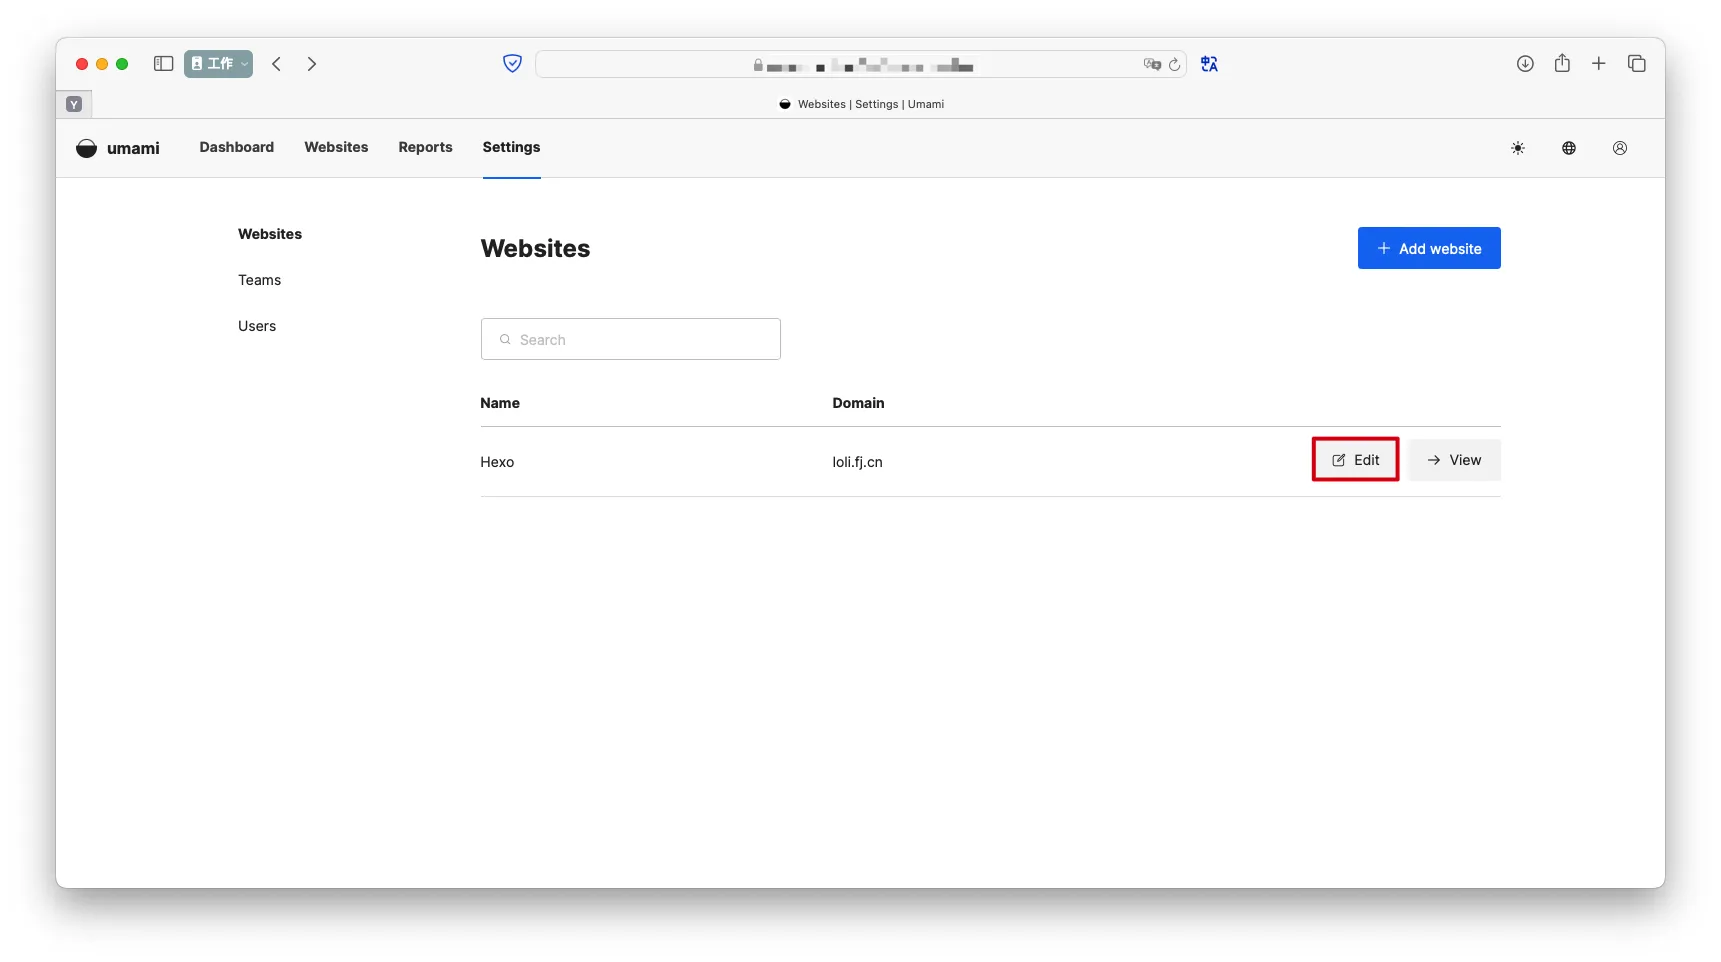 工作
Y
Websites | Settings | Umami
umami Dashboard Websites Reports Settings
Websites
Teams
Users
Websites
Add website
Search
Name Domain
Hexo loli.fj.cn Edit View